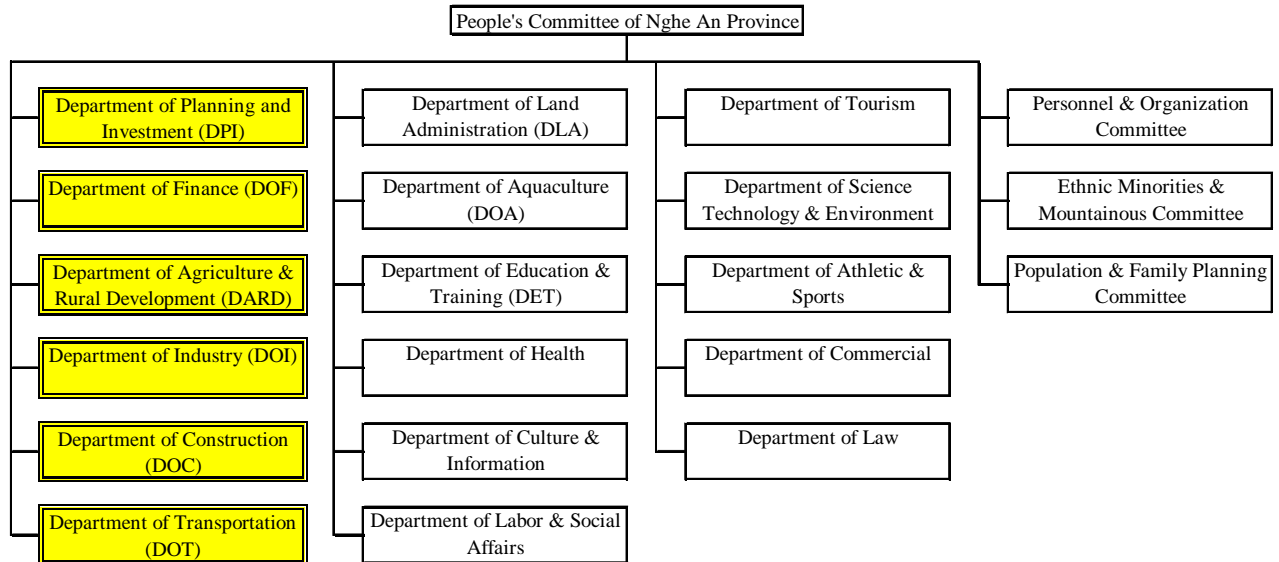 People's Committee of Nghe An Province
Department of Planning and
Investment (DPI)
Department of Finance (DOF)
Department of Agriculture &
Rural Development (DARD)
Department of Industry (DOI)
Department of Construction
(DOC)
Department of Transportation
(DOT)
Department of Land
Administration (DLA)
Department of Aquaculture
(DOA)
Department of Education &
Training (DET)
Department of Health
Department of Culture &
Information
Department of Labor & Social
Affairs
Department of Tourism
Department of Science
Technology & Environment
Department of Athletic &
Sports
Department of Commercial
Department of Law
Personnel & Organization
Committee
Ethnic Minorities &
Mountainous Committee
Population & Family Planning
Committee